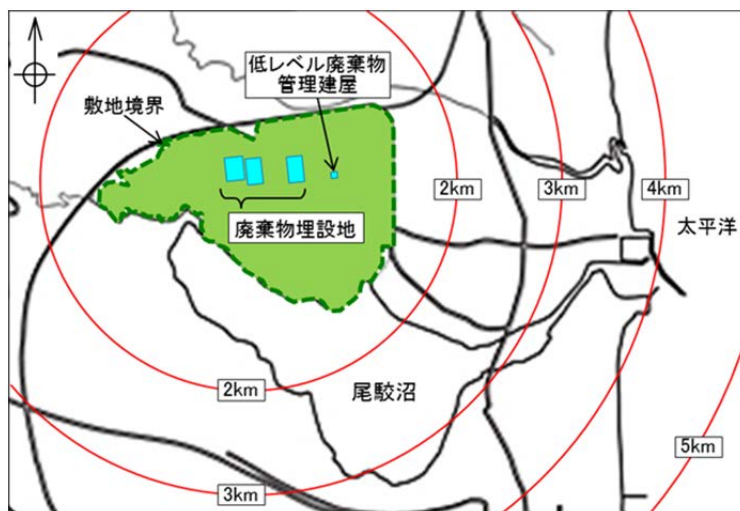 低レベル廃棄物
管理建屋
敷地境界
2km
3km
4km
太平洋
廃棄物埋設地
2km
尾駮沼
5km
3km